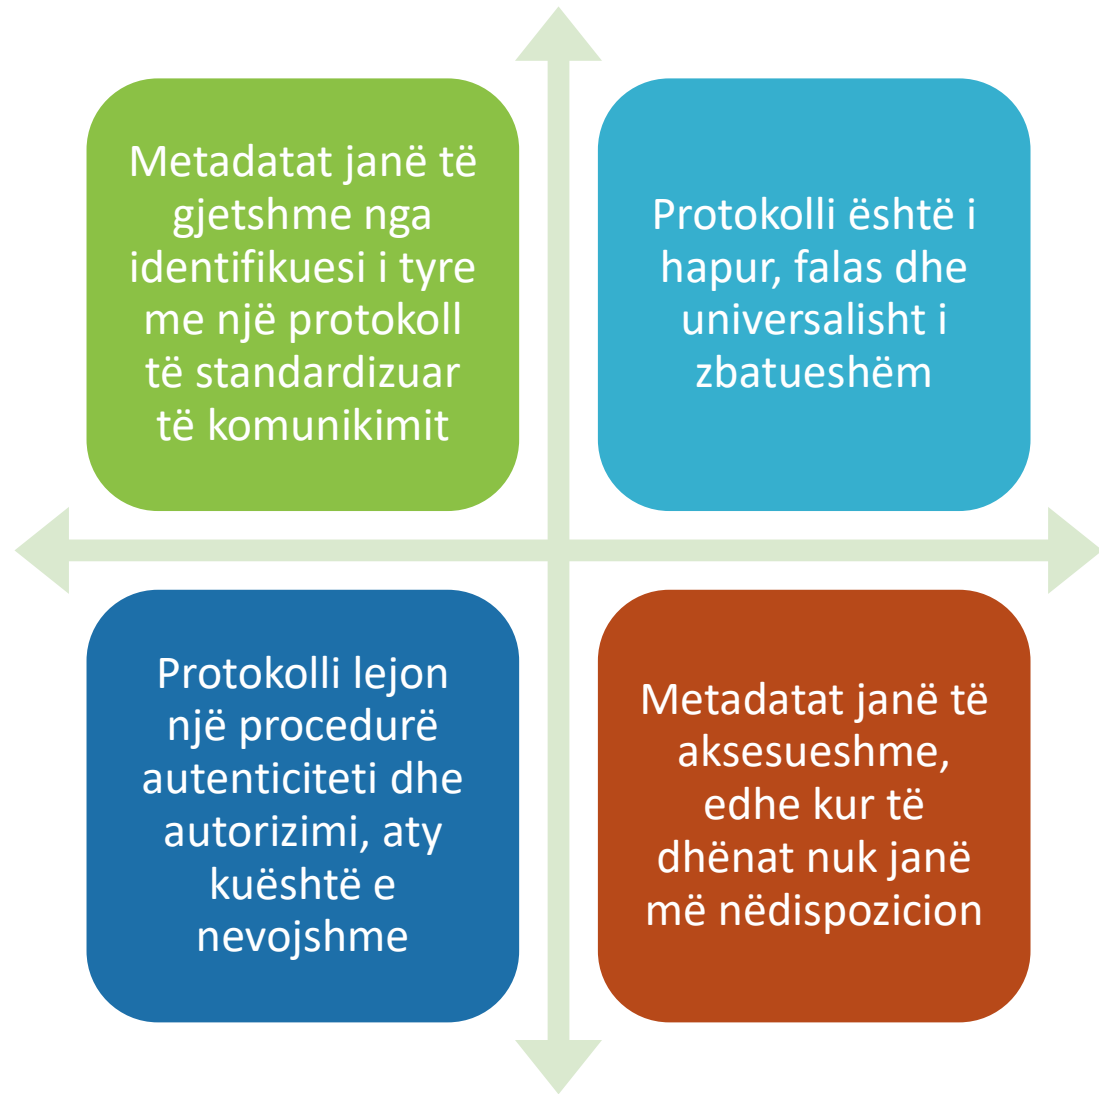 Metadatat janë të
gjetshme nga
identifikuesi i tyre
me një protokoll
të standardizuar
të komunikimit
Protokolli është i
hapur, falas dhe
universalisht i
zbatueshëm
Protokolli lejon
një procedurë
autenticiteti dhe
autorizimi, aty
kuështë e
nevojshme
Metadatat janë të
aksesueshme,
edhe kur të
dhënat nuk janë
më nëdispozicion